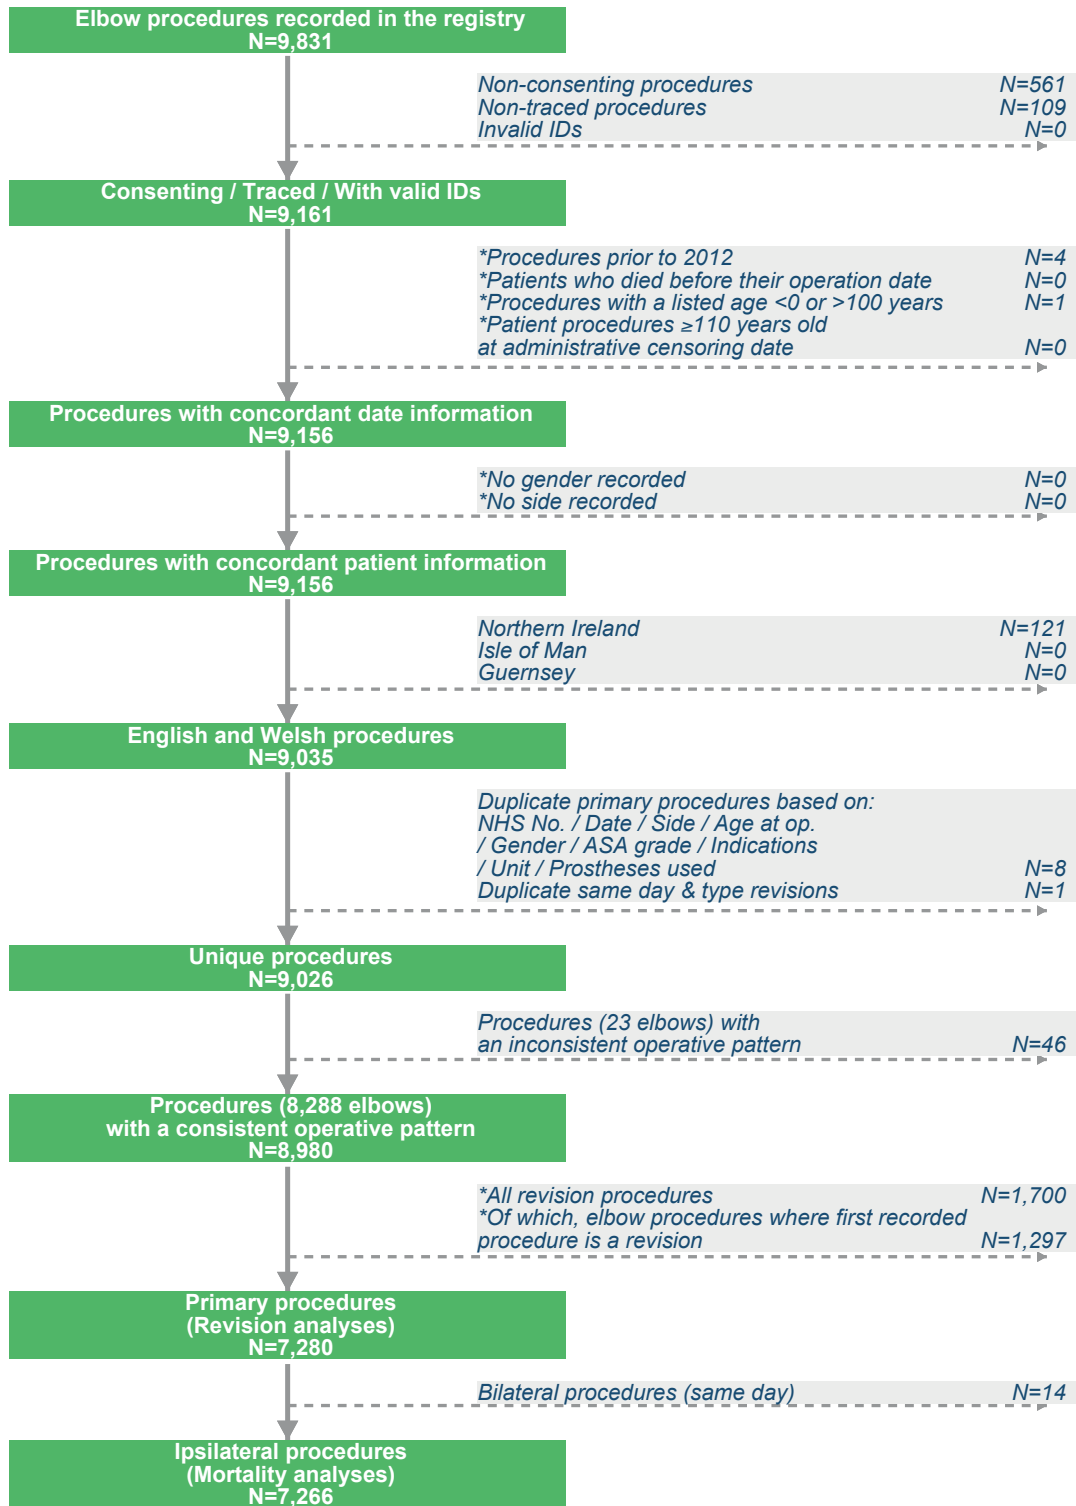 Elbow procedures recorded in the registry
N=9,831
Non-consenting procedures N=561
Non-traced procedures N=109
Invalid IDs N=0
Consenting / Traced / With valid IDs
N=9,161
*Procedures prior to 2012 N=4
*Patients who died before their operation date N=0
*Procedures with a listed age <0 or >100 years N=1
*Patient procedures ≥110 years old
at administrative censoring date N=0
Procedures with concordant date information
N=9,156
*No gender recorded N=0
*No side recorded N=0
Procedures with concordant patient information
N=9,156
Northern Ireland N=121
Isle of Man N=0
Guernsey N=0
English and Welsh procedures
N=9,035
Duplicate primary procedures based on:
NHS No. / Date / Side / Age at op.
/ Gender / ASA grade / Indications
/ Unit / Prostheses used N=8
Duplicate same day & type revisions N=1
Unique procedures
N=9,026
Procedures (23 elbows) with
an inconsistent operative pattern N=46
Procedures (8,288 elbows)
with a consistent operative pattern
N=8,980
*All revision procedures N=1,700
*Of which, elbow procedures where first recorded
procedure is a revision N=1,297
Primary procedures
(Revision analyses)
N=7,280
Bilateral procedures (same day) N=14
Ipsilateral procedures
(Mortality analyses)
N=7,266